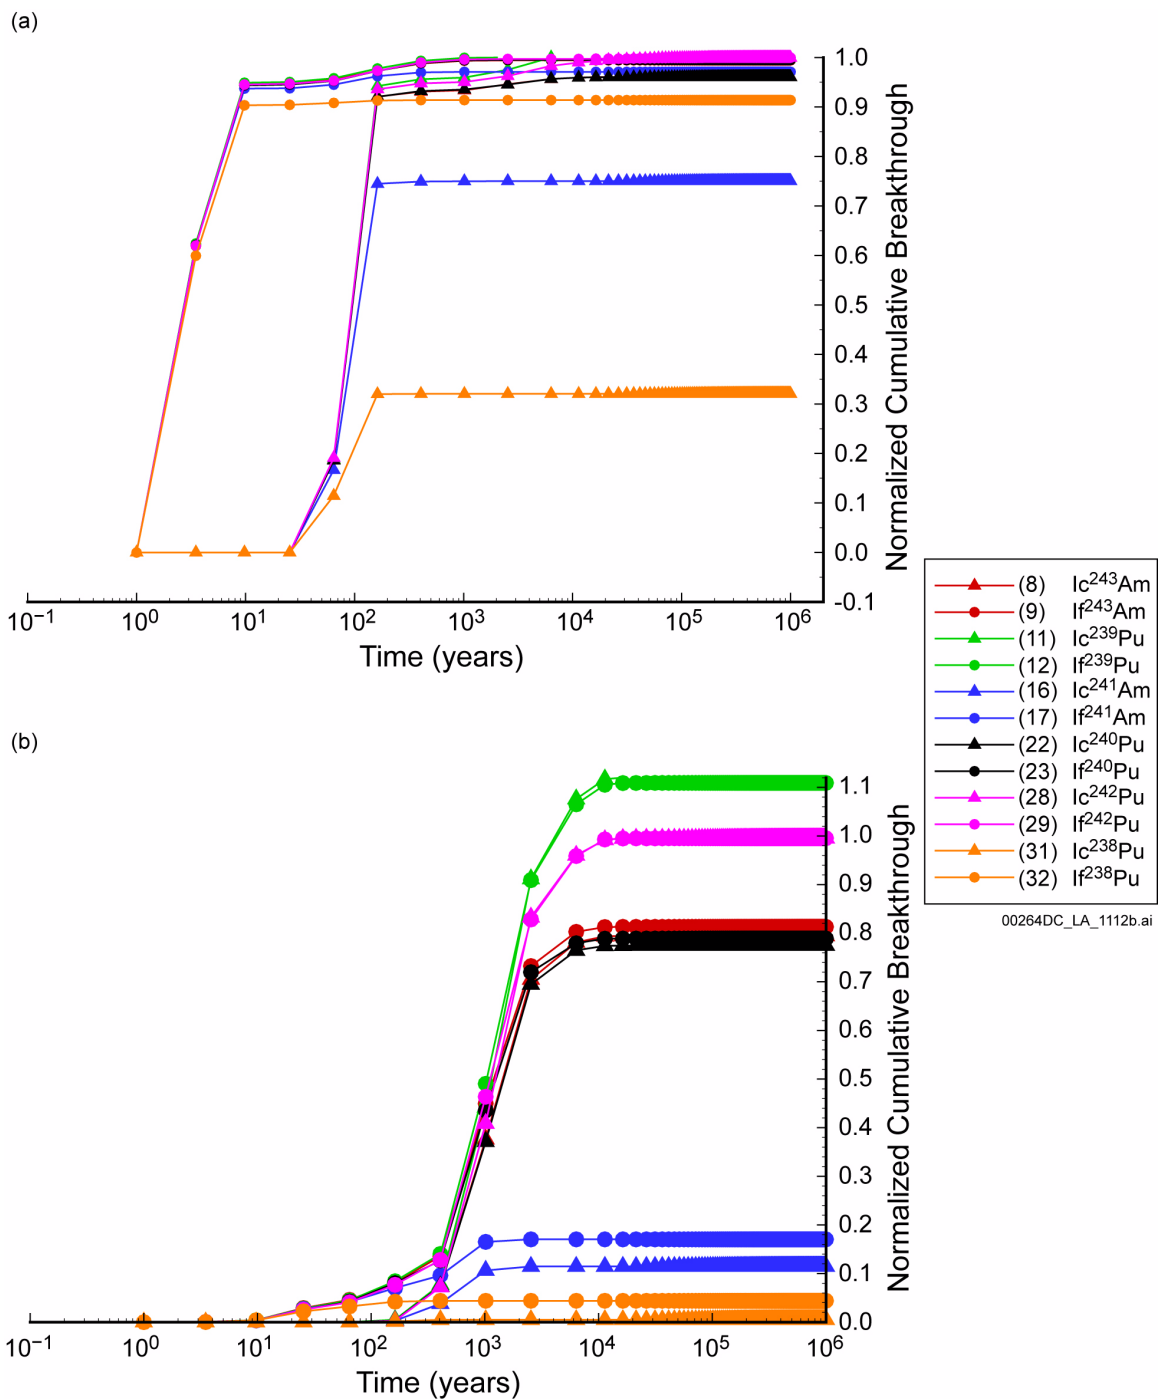 (a)
1.0
0.9
0.8
0.7
0.6
0.5
0.4
0.3
0.2
0.1
0.0
-0.1
Normalized Cumulative Breakthrough
10⁻¹ 10⁰ 10¹ 10² 10³ 10⁴ 10⁵ 10⁶
Time (years)
(8) Ic²⁴³Am
(9) If²⁴³Am
(11) Ic²³⁹Pu
(12) If²³⁹Pu
(16) Ic²⁴¹Am
(17) If²⁴¹Am
(22) Ic²⁴⁰Pu
(23) If²⁴⁰Pu
(28) Ic²⁴²Pu
(29) If²⁴²Pu
(31) Ic²³⁸Pu
(32) If²³⁸Pu
00264DC_LA_1112b.ai
(b)
1.1
1.0
0.9
0.8
0.7
0.6
0.5
0.4
0.3
0.2
0.1
0.0
Normalized Cumulative Breakthrough
10⁻¹ 10⁰ 10¹ 10² 10³ 10⁴ 10⁵ 10⁶
Time (years)